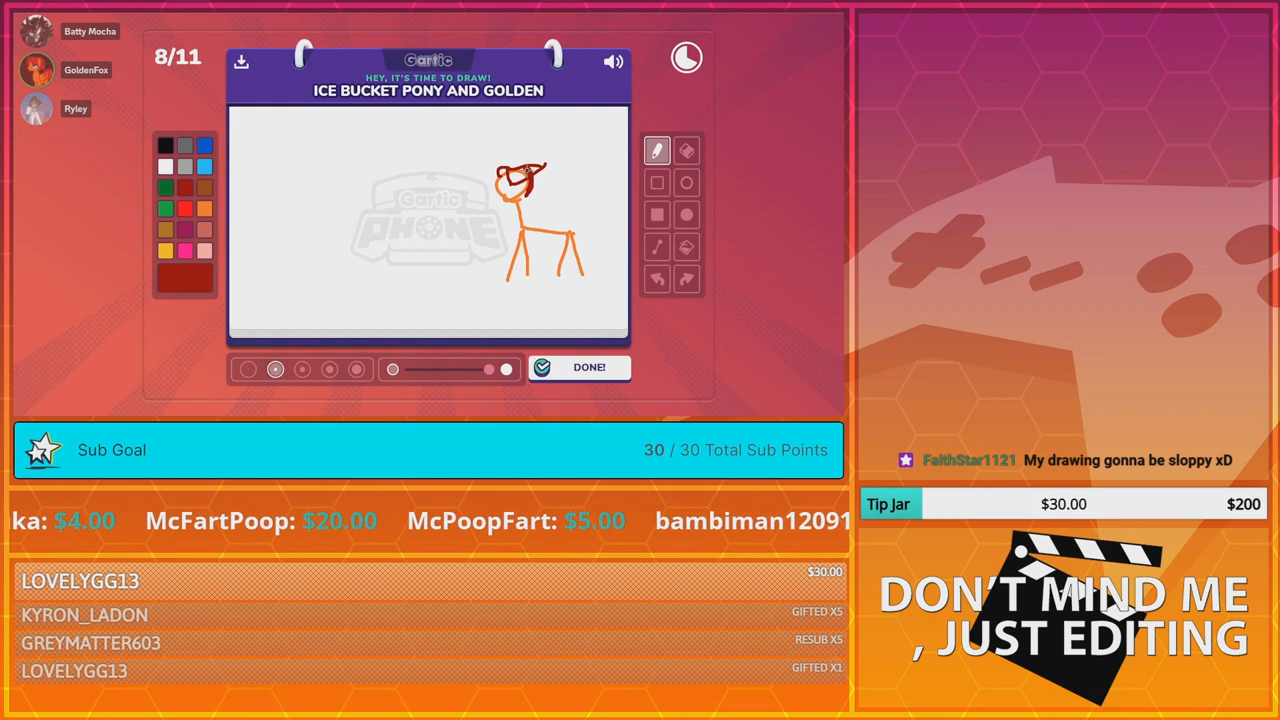 Batty Mocha
GoldenFox
Ryley
8/11
Gartic
HEY, IT'S TIME TO DRAW!
ICE BUCKET PONY AND GOLDEN
Gartic
PHONE
DONE!
Sub Goal
30 / 30 Total Sub Points
ka: $4.00 McFartPoop: $20.00 McPoopFart: $5.00 bambiman12091
LOVELYGG13 $30.00
KYRON_LADON GIFTED X5
GREYMATTER603 RESUB X5
LOVELYGG13 GIFTED X1
FaithStar1121 My drawing gonna be sloppy xD
Tip Jar $30.00 $200
DON'T MIND ME
, JUST EDITING